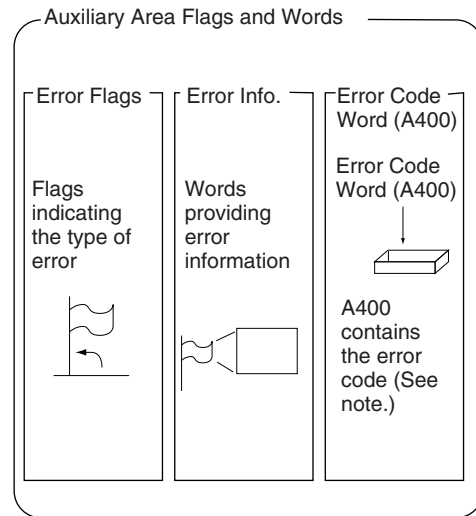 Auxiliary Area Flags and Words
Error Flags
Flags
indicating
the type of
error
Error Info.
Words
providing
error
information
Error Code
Word (A400)
Error Code
Word (A400)
A400
contains
the error
code (See
note.)